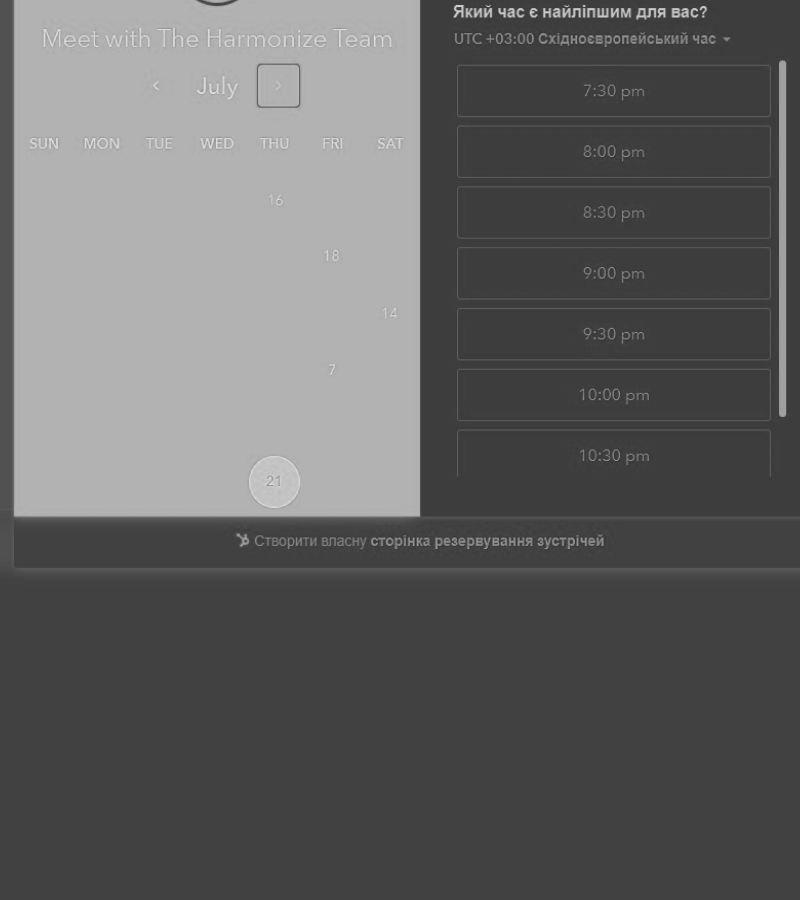 Meet with The Harmonize Team
July
SUN MON TUE WED THU FRI SAT
16
18
14
7
21
Який час є найліпшим для вас?
UTC +03:00 Східноєвропейський час
7:30 pm
8:00 pm
8:30 pm
9:00 pm
9:30 pm
10:00 pm
10:30 pm
Створити власну сторінка резервування зустрічей